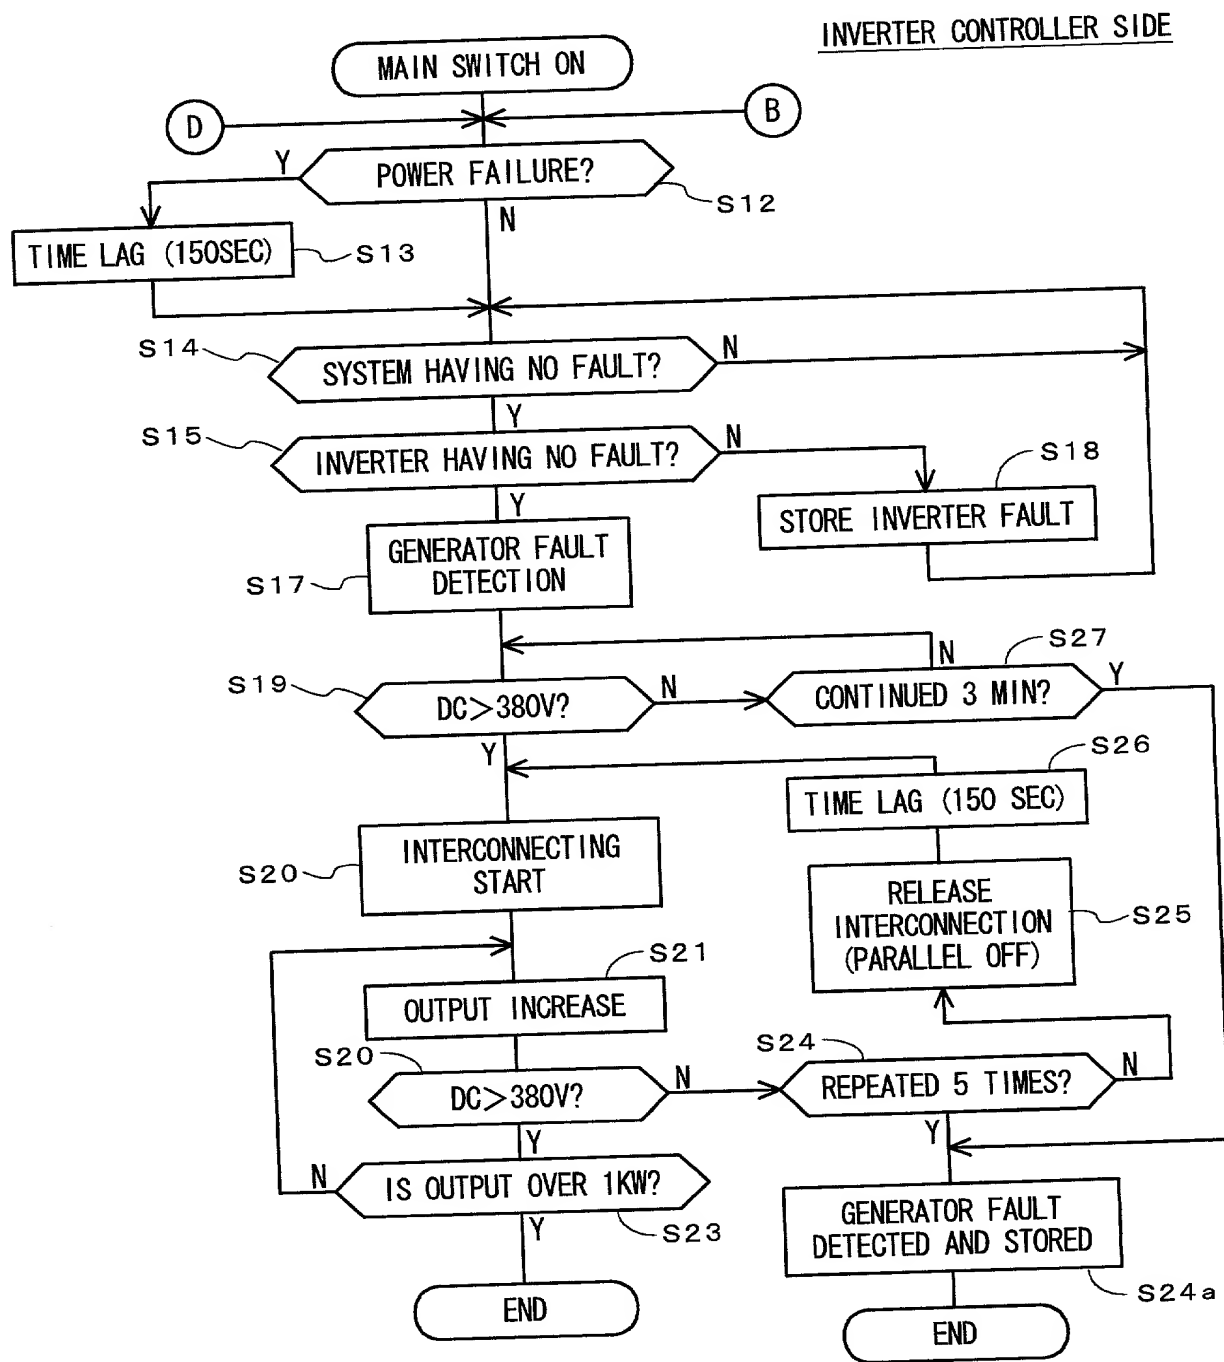 INVERTER CONTROLLER SIDE
MAIN SWITCH ON
D
B
Y
POWER FAILURE?
S12
N
TIME LAG (150SEC)
S13
S14
SYSTEM HAVING NO FAULT?
N
Y
S15
INVERTER HAVING NO FAULT?
N
S18
Y
STORE INVERTER FAULT
GENERATOR FAULT
DETECTION
S17
S27
N
S19
DC>380V?
N
CONTINUED 3 MIN?
Y
Y
S26
TIME LAG (150 SEC)
INTERCONNECTING
START
S20
RELEASE
INTERCONNECTION
(PARALLEL OFF)
S25
S21
OUTPUT INCREASE
S20
DC>380V?
N
S24
REPEATED 5 TIMES?
N
Y
Y
N
IS OUTPUT OVER 1KW?
S23
Y
GENERATOR FAULT
DETECTED AND STORED
S24a
END
END